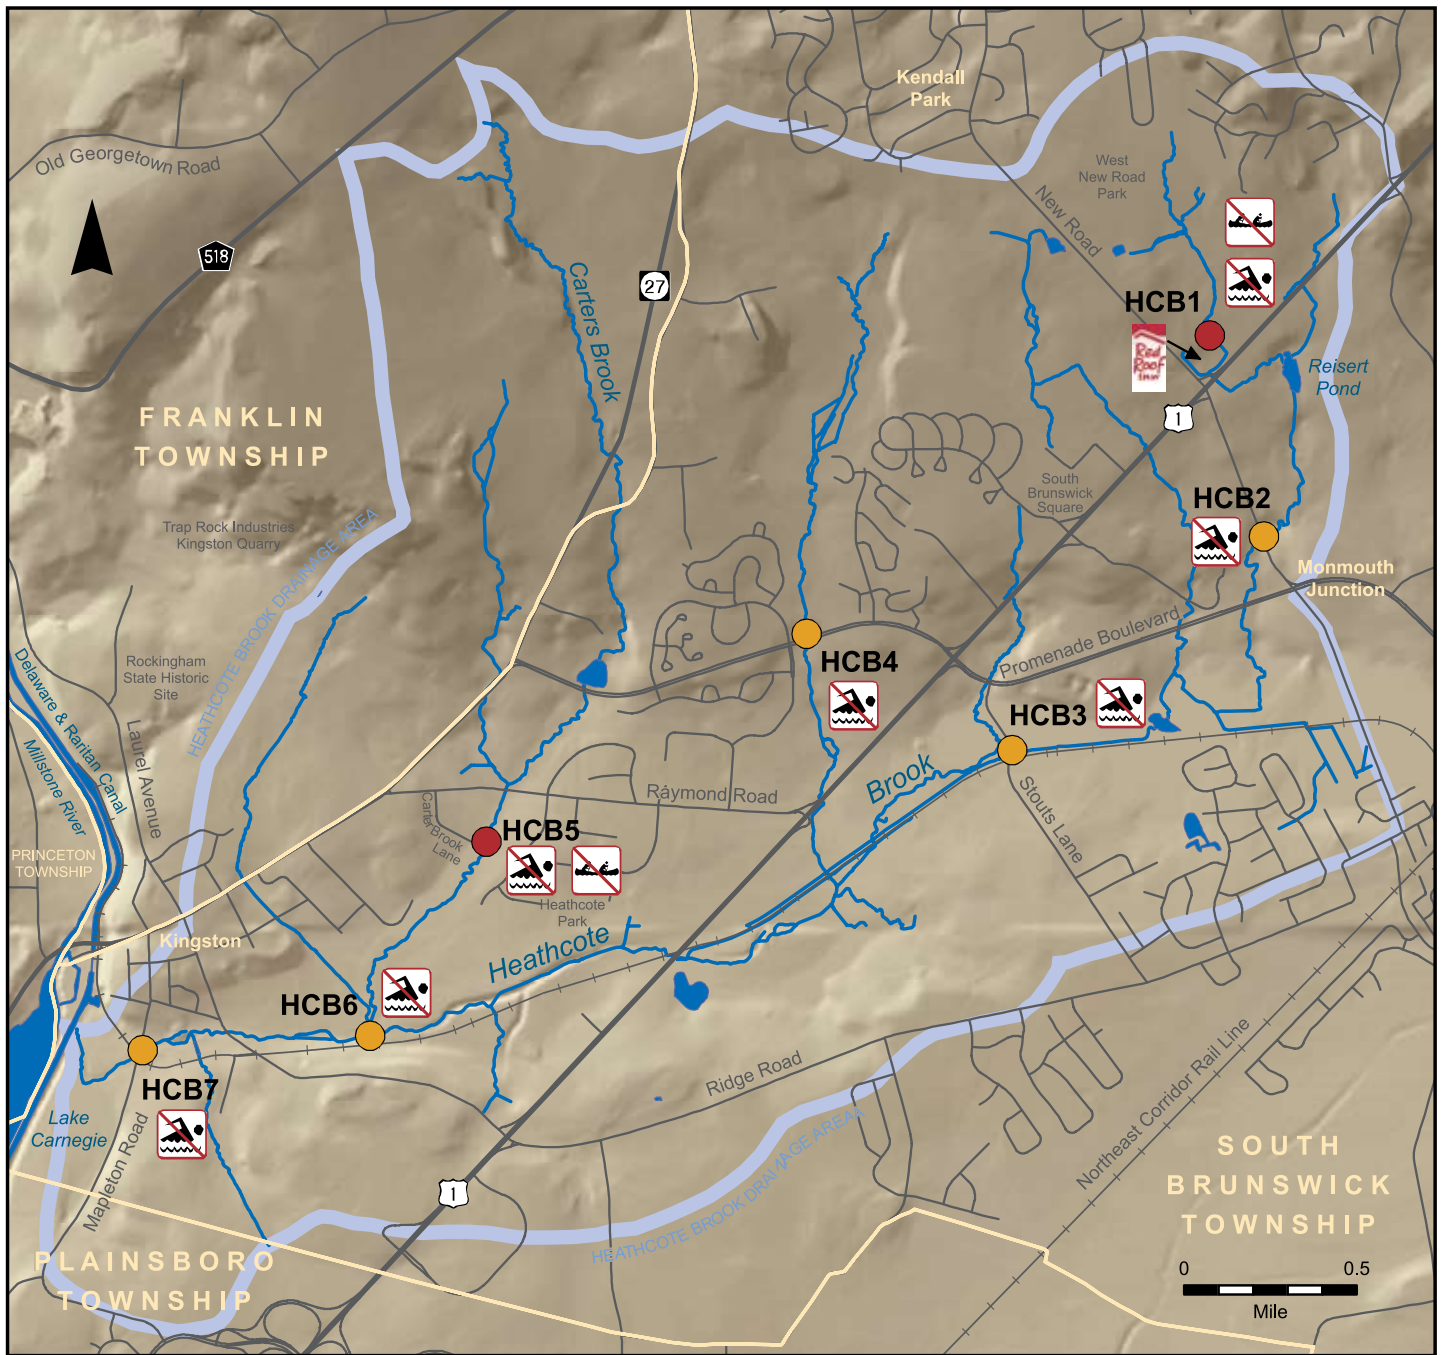 Kendall
Park
Old Georgetown Road
West
New Road
Park
New Road
518
27
Carters Brook
HCB1
Red
Roof
Inn
Reisert
Pond
1
FRANKLIN
TOWNSHIP
South
Brunswick
Square
HCB2
Trap Rock Industries
Kingston Quarry
HEATHCOTE BROOK DRAINAGE AREA
Monmouth
Junction
Promenade Boulevard
Rockingham
State Historic
Site
Delaware & Raritan Canal
Millstone River
Laurel Avenue
HCB4
HCB3
Brook
Raymond Road
Stouts Lane
Carter
Brook
Lane
HCB5
PRINCETON
TOWNSHIP
Heathcote
Park
Kingston
Heathcote
HCB6
HCB7
Ridge Road
Lake
Carnegie
Mapleton Road
Northeast Corridor Rail Line
HEATHCOTE BROOK DRAINAGE AREA
1
SOUTH
BRUNSWICK
TOWNSHIP
PLAINSBORO
TOWNSHIP
0 0.5
Mile